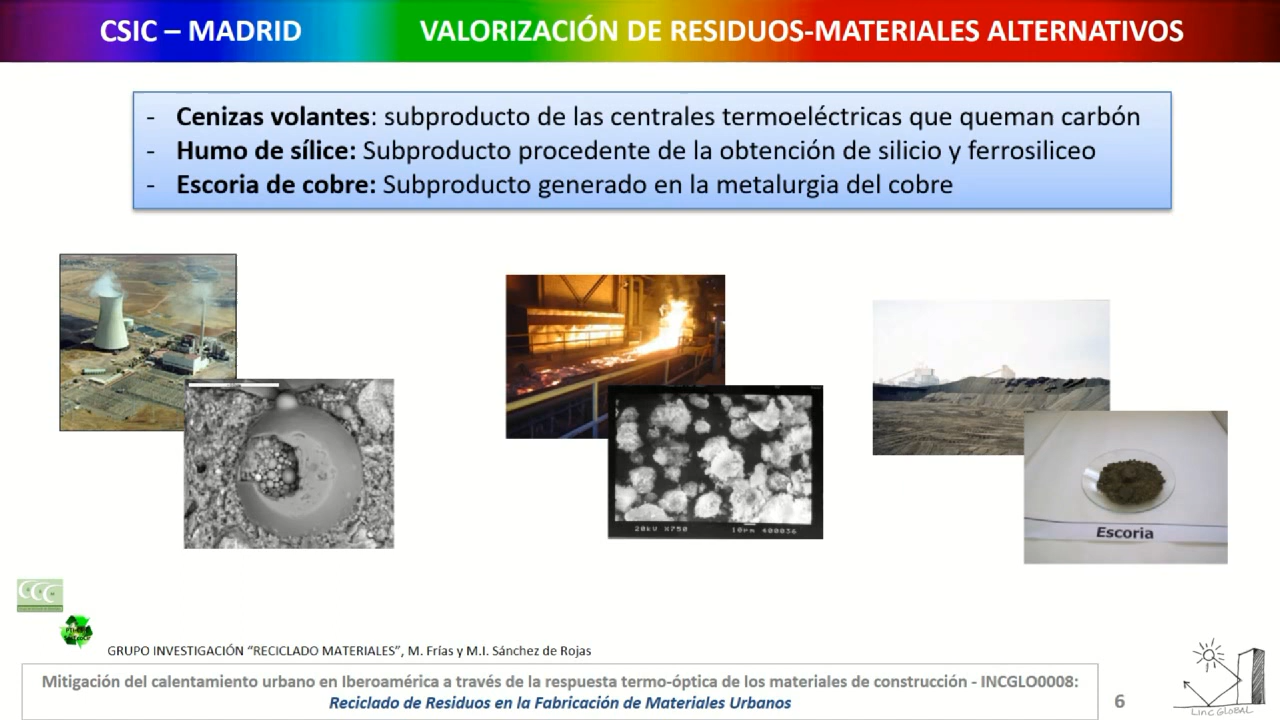 CSIC – MADRID
VALORIZACIÓN DE RESIDUOS-MATERIALES ALTERNATIVOS
- Cenizas volantes: subproducto de las centrales termoeléctricas que queman carbón
- Humo de sílice: Subproducto procedente de la obtención de silicio y ferrosiliceo
- Escoria de cobre: Subproducto generado en la metalurgia del cobre
20kV X750 10µm 400036
Escoria
GRUPO INVESTIGACIÓN “RECICLADO MATERIALES”, M. Frías y M.I. Sánchez de Rojas
Mitigación del calentamiento urbano en Iberoamérica a través de la respuesta termo-óptica de los materiales de construcción - INCGLO0008:
Reciclado de Residuos en la Fabricación de Materiales Urbanos
6
LINCGLOBAL